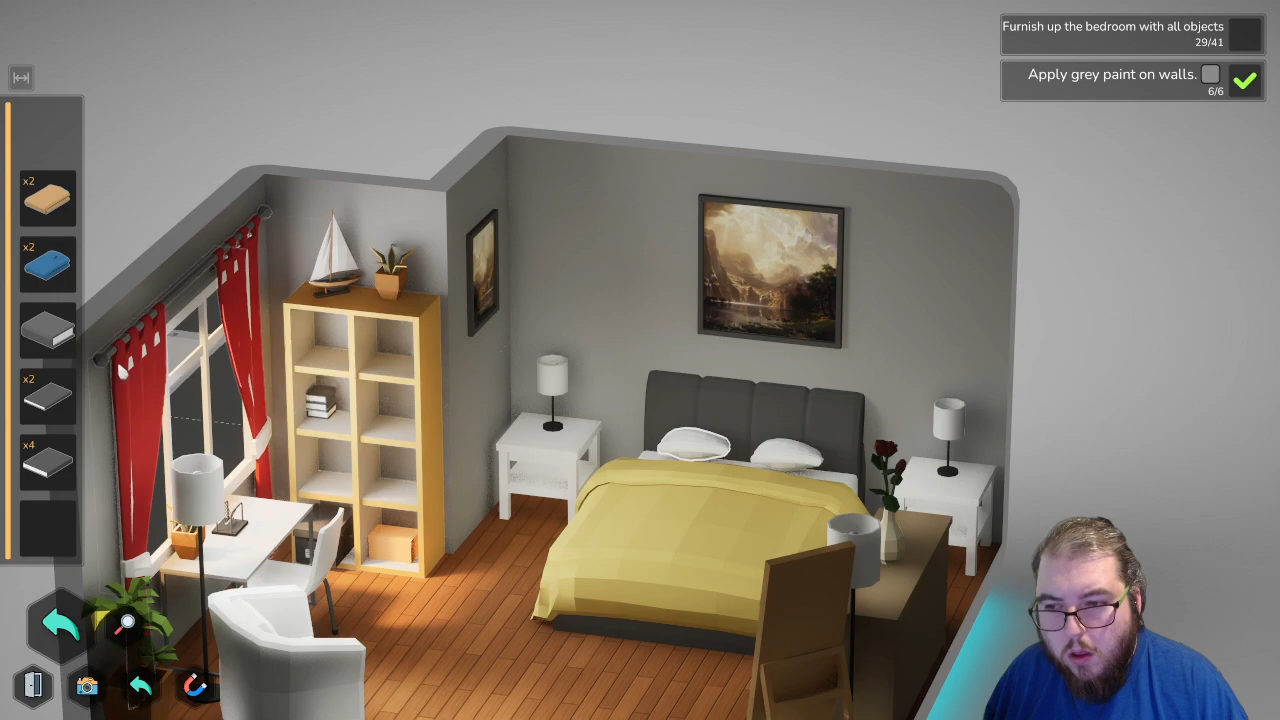 Furnish up the bedroom with all objects
29/41
Apply grey paint on walls.
6/6
x2
x2
x2
x4